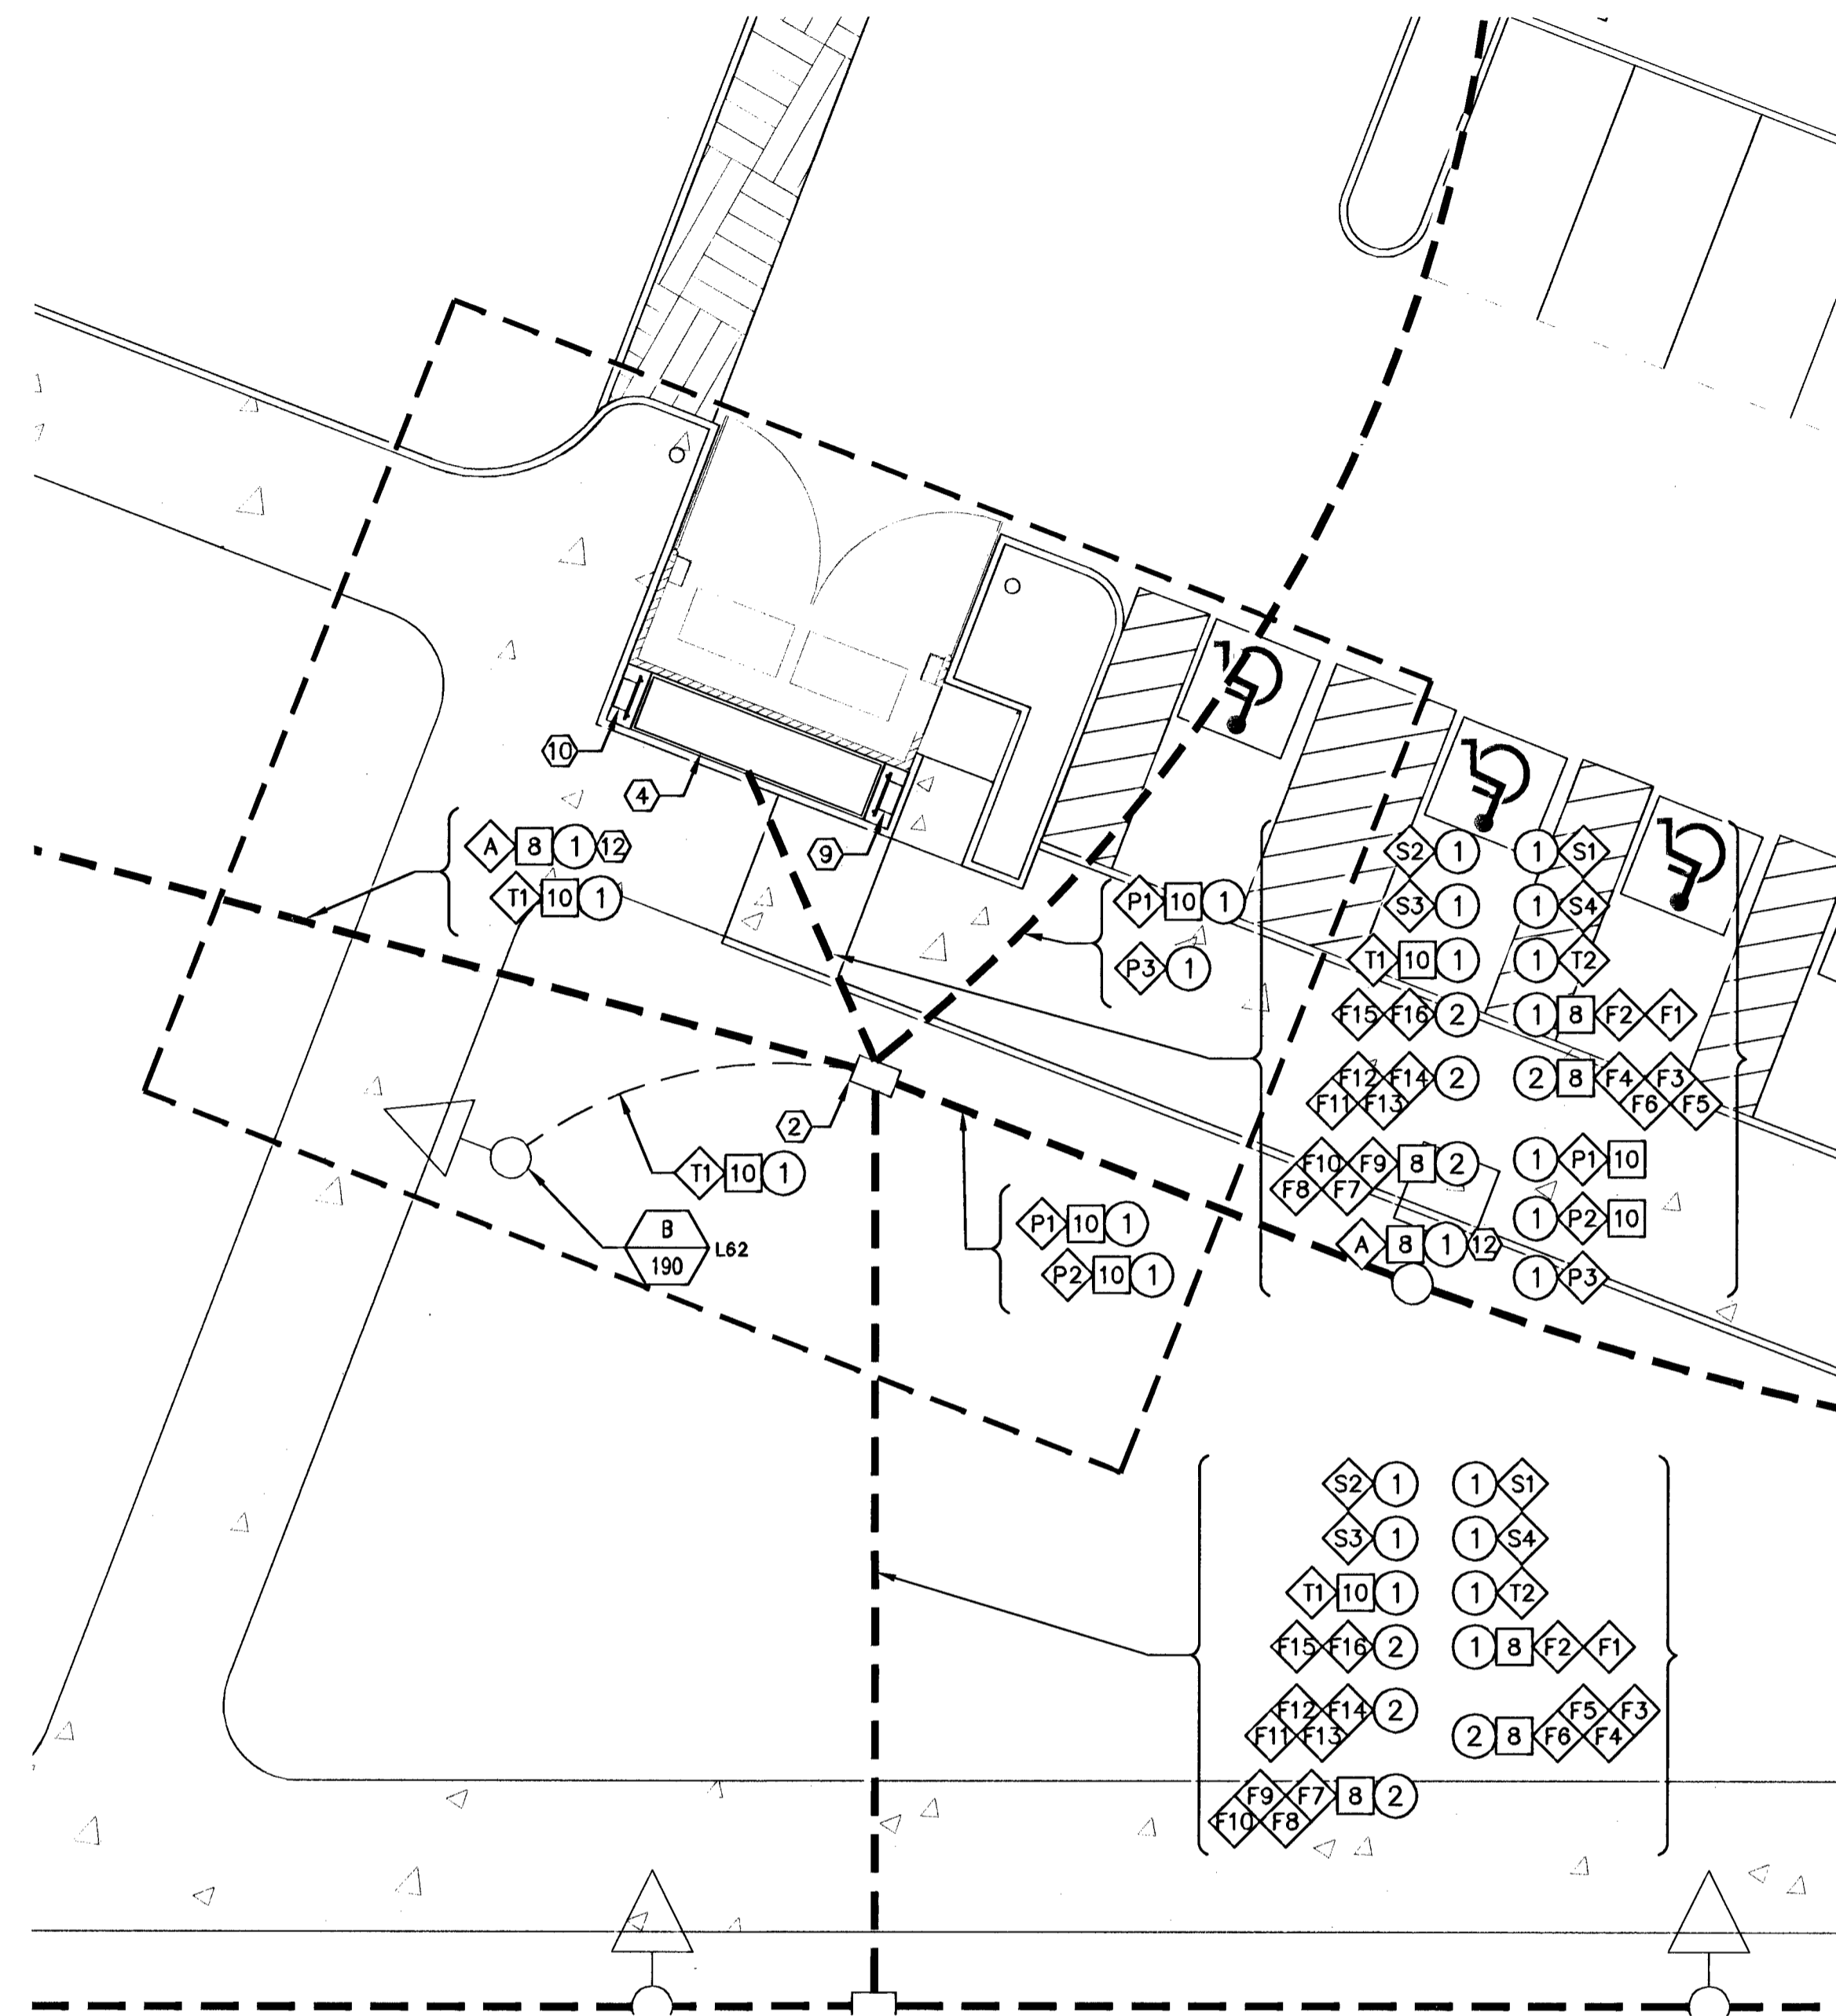 10
4
9
A 8 1 12
T1 10 1
P1 10 1
P3 1
S2 1 1 S1
S3 1 1 S4
T1 10 1 1 T2
F15 F16 2 1 8 F2 F1
F12 F14 2 2 8 F4 F3
F11 F13 F6 F5
F10 F9 8 2 1 P1 10
F8 F7
1 P2 10
A 8 1 12
1 P3
2
T1 10 1
B
190
L62
P1 10 1
P2 10 1
S2 1 1 S1
S3 1 1 S4
T1 10 1 1 T2
F15 F16 2 1 8 F2 F1
F12 F14 2 F5 F3
F11 F13 2 8 F6 F4
F9 F7 8 2
F10 F8